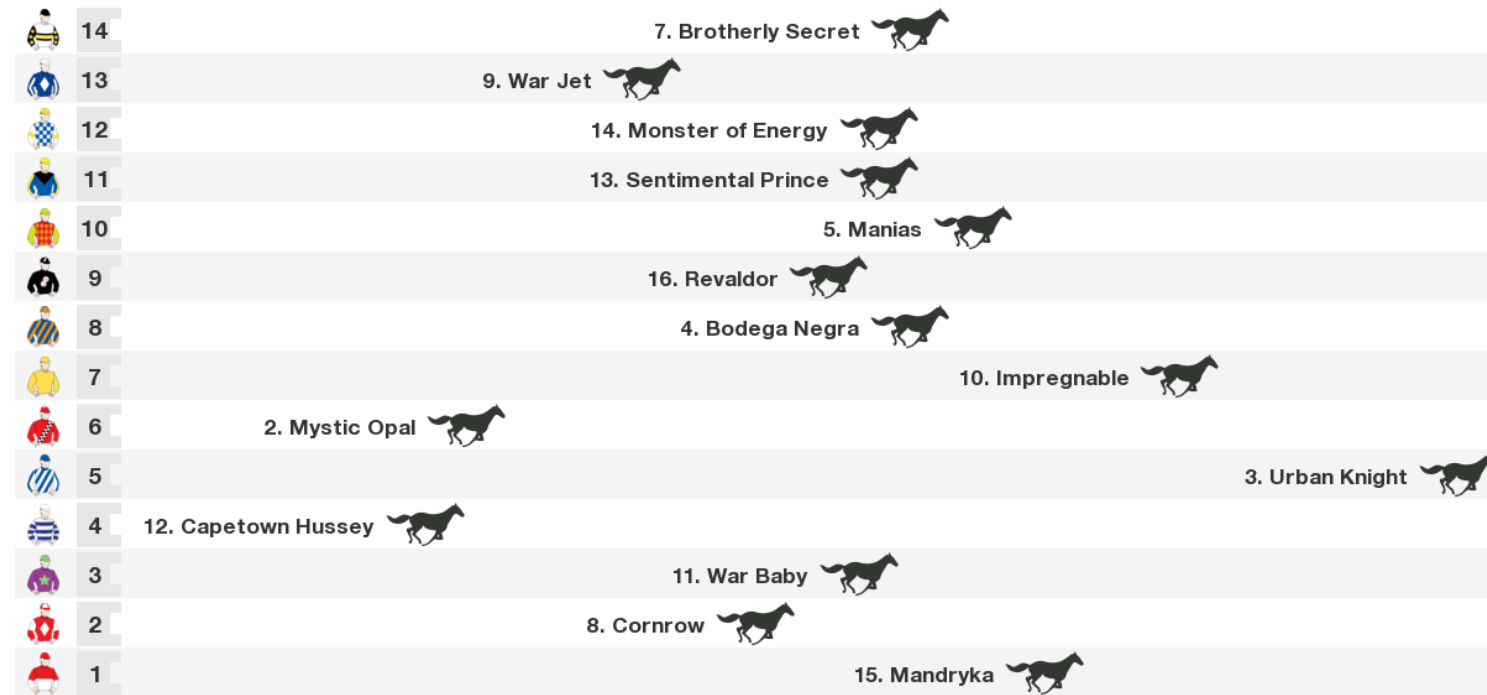 14 7. Brotherly Secret
13 9. War Jet
12 14. Monster of Energy
11 13. Sentimental Prince
10 5. Manias
9 16. Revaldor
8 4. Bodega Negra
7 10. Impregnable
6 2. Mystic Opal
5 3. Urban Knight
4 12. Capetown Hussey
3 11. War Baby
2 8. Cornrow
1 15. Mandryka